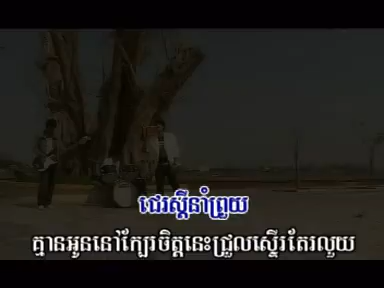 ជេរស្ដីនាំព្រួយ
គ្មានអូននៅក្បែរចិត្តនេះជ្រួលស្ទើរតែរលួយ